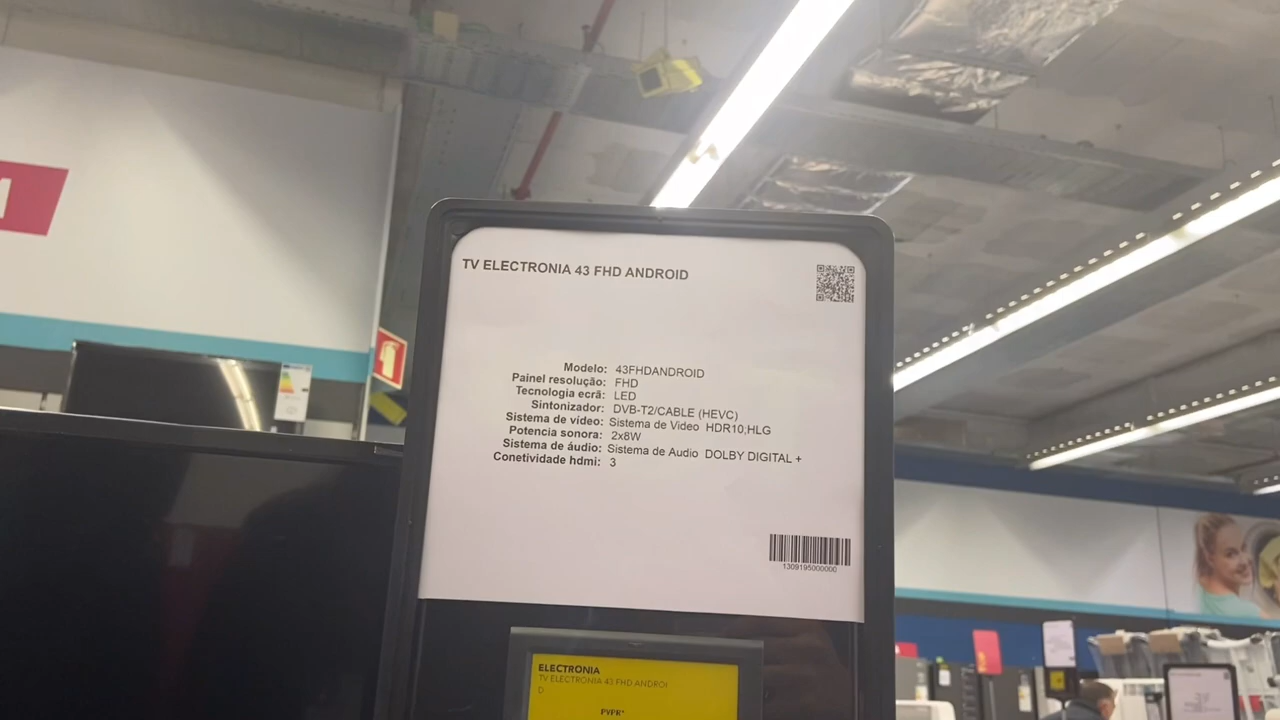 TV ELECTRONIA 43 FHD ANDROID
Modelo: 43FHDANDROID
Painel resolução: FHD
Tecnologia ecrã: LED
Sintonizador: DVB-T2/CABLE (HEVC)
Sistema de vídeo: Sistema de Video HDR10,HLG
Potencia sonora: 2x8W
Sistema de áudio: Sistema de Audio DOLBY DIGITAL +
Conetividade hdmi: 3
1309195000000
ELECTRONIA
TV ELECTRONIA 43 FHD ANDROI
D
PVPR*